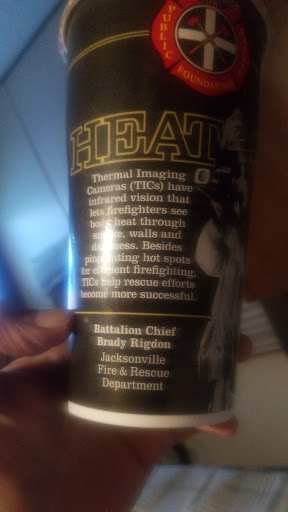 PUBLIC
FOUNDATION
HEAT
Thermal Imaging
Cameras (TICs) have
infrared vision that
lets firefighters see
body heat through
smoke, walls and
darkness. Besides
pinpointing hot spots
for efficient firefighting,
TICs help rescue efforts
become more successful.
Battalion Chief
Brady Rigdon
Jacksonville
Fire & Rescue
Department